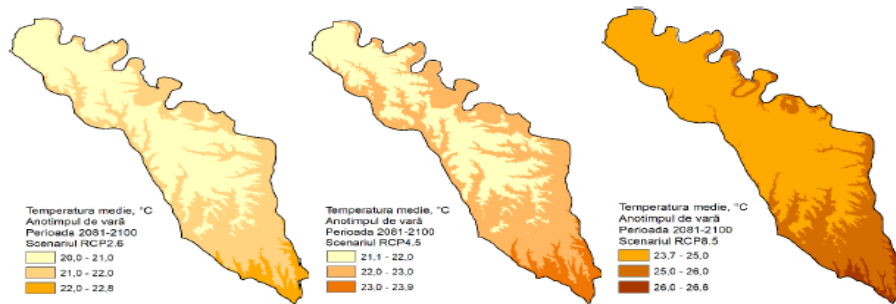 Temperatura medie, °C
Anotimpul de vară
Perioada 2081-2100
Scenariul RCP2.6
20,0 - 21,0
21,0 - 22,0
22,0 - 22,8
Temperatura medie, °C
Anotimpul de vară
Perioada 2081-2100
Scenariul RCP4.5
21,1 - 22,0
22,0 - 23,0
23,0 - 23,9
Temperatura medie, °C
Anotimpul de vară
Perioada 2081-2100
Scenariul RCP8.5
23,7 - 25,0
25,0 - 26,0
26,0 - 26,8